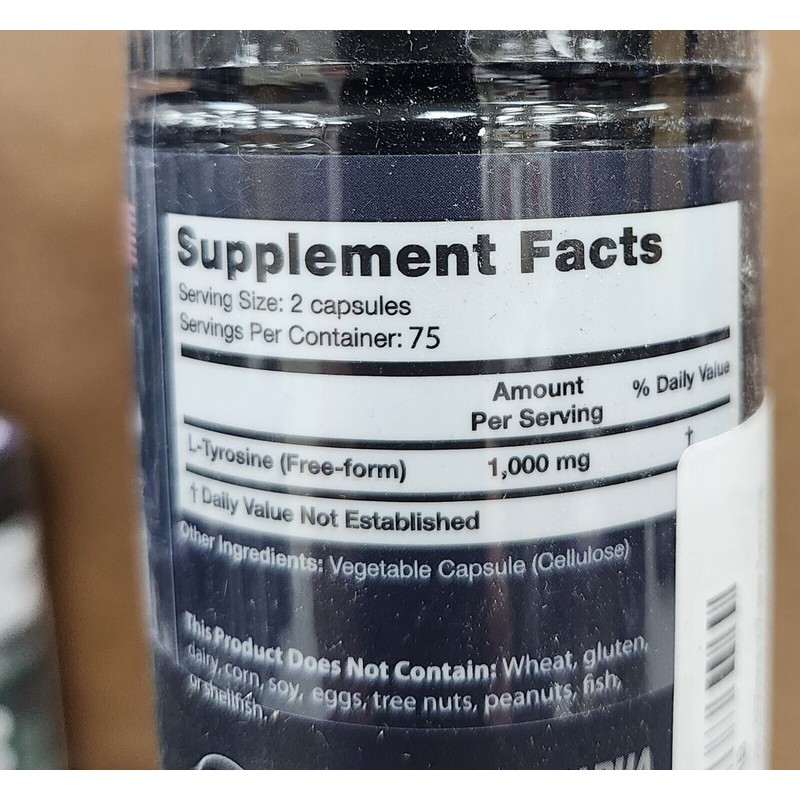 Supplement Facts
Serving Size: 2 capsules
Servings Per Container: 75
Amount
Per Serving
% Daily Value
L-Tyrosine (Free-form) 1,000 mg †
† Daily Value Not Established
Other Ingredients: Vegetable Capsule (Cellulose)
This Product Does Not Contain: Wheat, gluten,
dairy, corn, soy, eggs, tree nuts, peanuts, fish,
or shellfish.